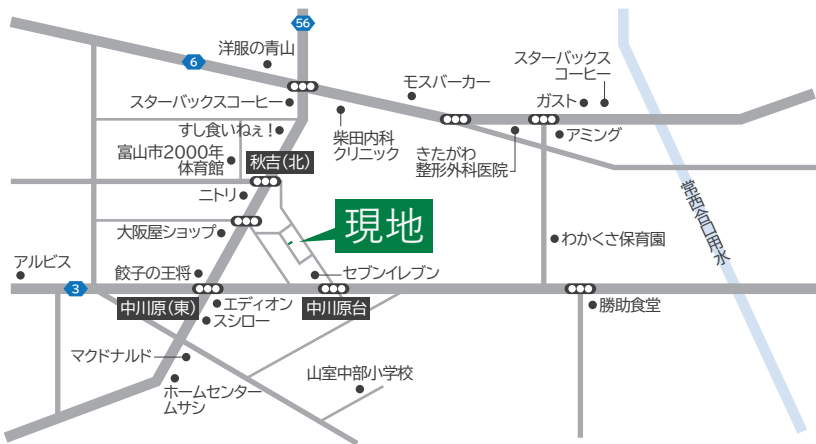 56
6
洋服の青山
スターバックスコーヒー
モスバーカー
スターバックス
コーヒー
ガスト
アミング
すし食いねぇ!
柴田内科
クリニック
きたがわ
整形外科医院
富山市2000年
体育館
秋吉(北)
ニトリ
大阪屋ショップ
現地
わかくさ保育園
常西合口用水
アルビス
餃子の王将
セブンイレブン
3
中川原(東)
エディオン
スシロー
中川原台
勝助食堂
マクドナルド
山室中部小学校
ホームセンター
ムサシ